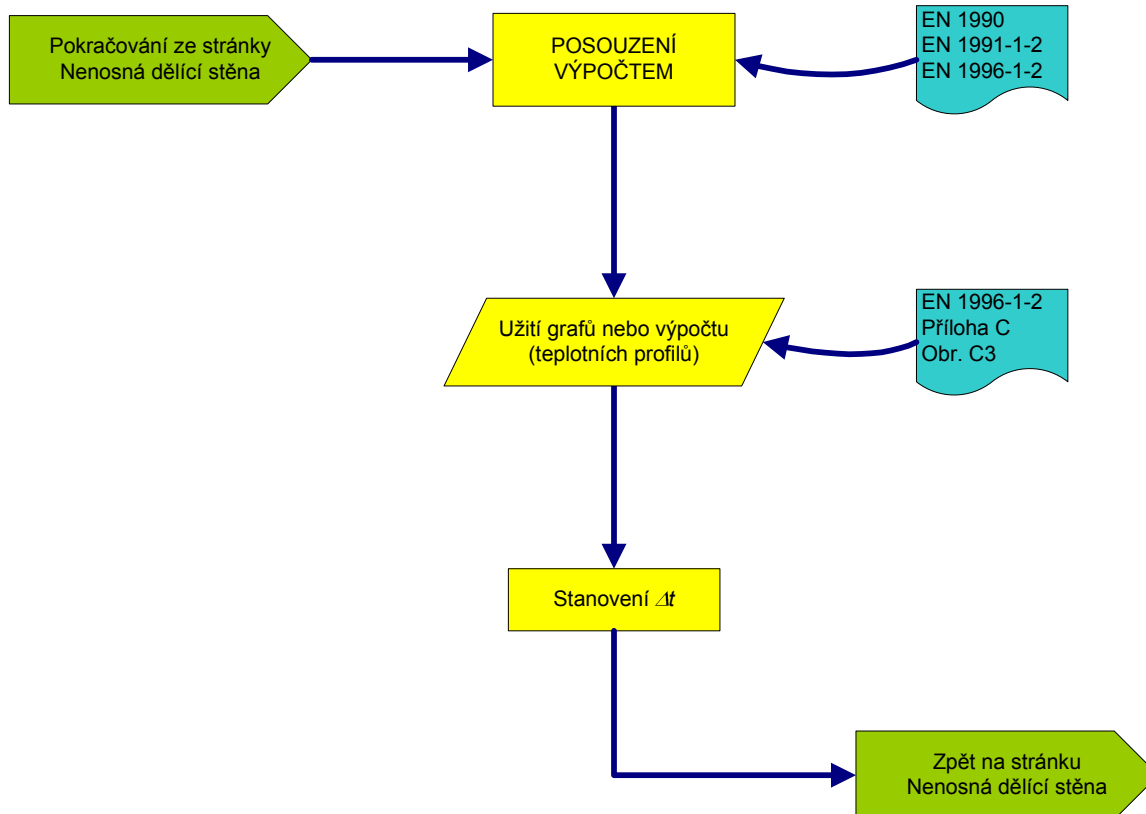 Pokračování ze stránky
Nenosná dělící stěna
POSOUZENÍ
VÝPOČTEM
EN 1990
EN 1991-1-2
EN 1996-1-2
Užití grafů nebo výpočtu
(teplotních profilů)
EN 1996-1-2
Příloha C
Obr. C3
Stanovení Δt
Zpět na stránku
Nenosná dělící stěna